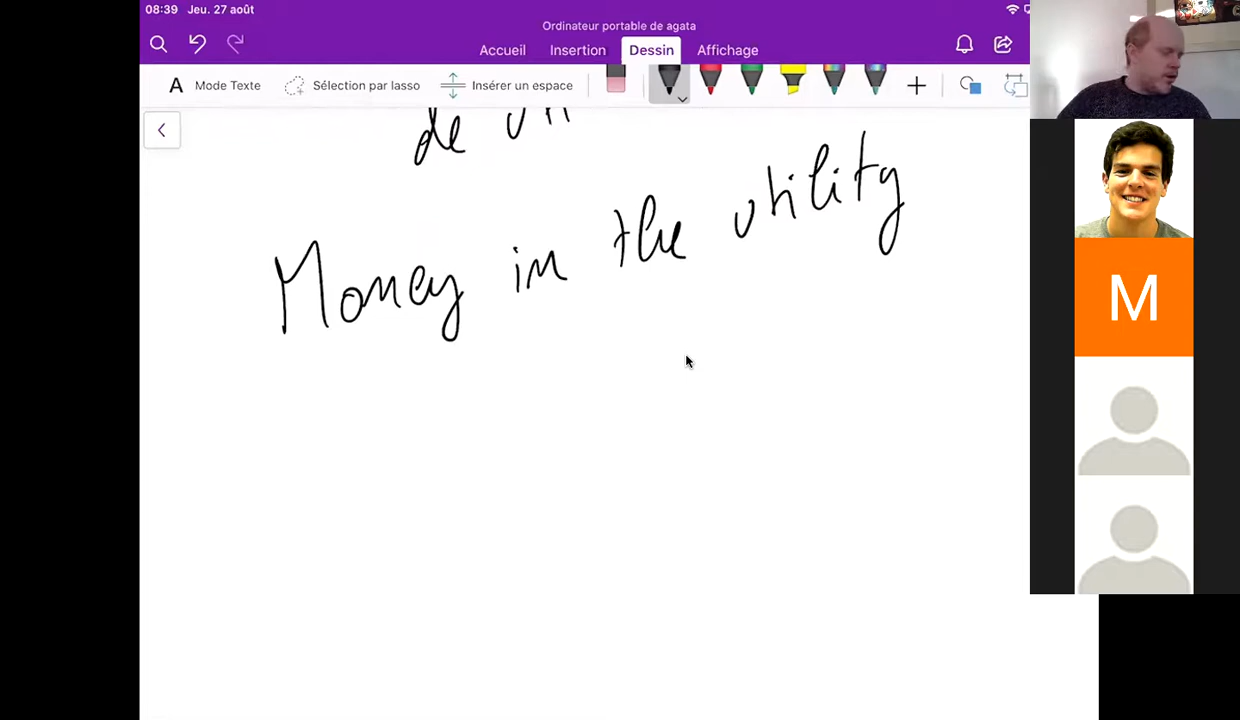 08:39 Jeu. 27 août
Ordinateur portable de agata
Accueil Insertion Dessin Affichage
A Mode Texte Sélection par lasso Insérer un espace
de
Money in the utility
M